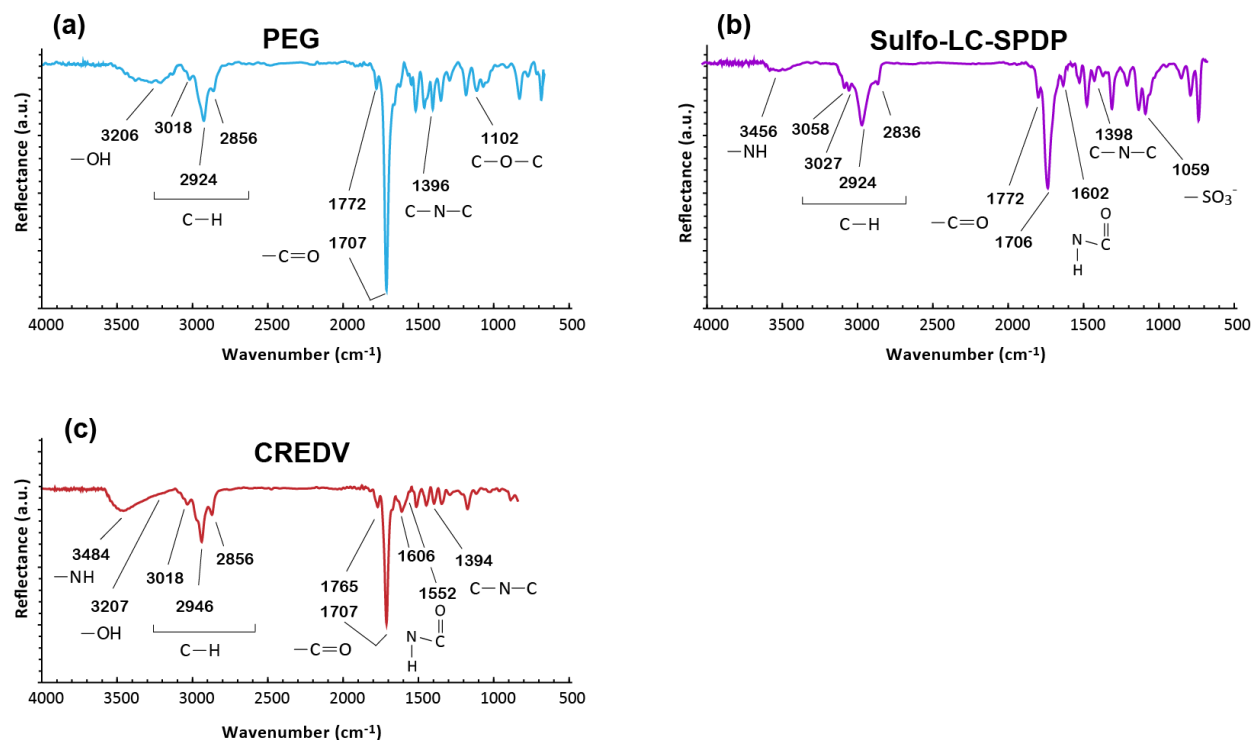 (a)
PEG
Reflectance (a.u.)
3206
3018
2856
—OH
2924
C—H
1772
1707
—C=O
1396
C—N—C
1102
C—O—C
4000 3500 3000 2500 2000 1500 1000 500
Wavenumber (cm-1)
(b)
Sulfo-LC-SPDP
Reflectance (a.u.)
3456
—NH
3058
3027
2836
2924
C—H
1772
—C=O
1706
1602
O
N C
H
1398
C—N—C
1059
—SO3-
4000 3500 3000 2500 2000 1500 1000 500
Wavenumber (cm-1)
(c)
CREDV
Reflectance (a.u.)
3484
—NH
3207
—OH
3018
2856
2946
C—H
1765
1707
—C=O
1606
1552
O
N C
H
1394
C—N—C
4000 3500 3000 2500 2000 1500 1000 500
Wavenumber (cm-1)